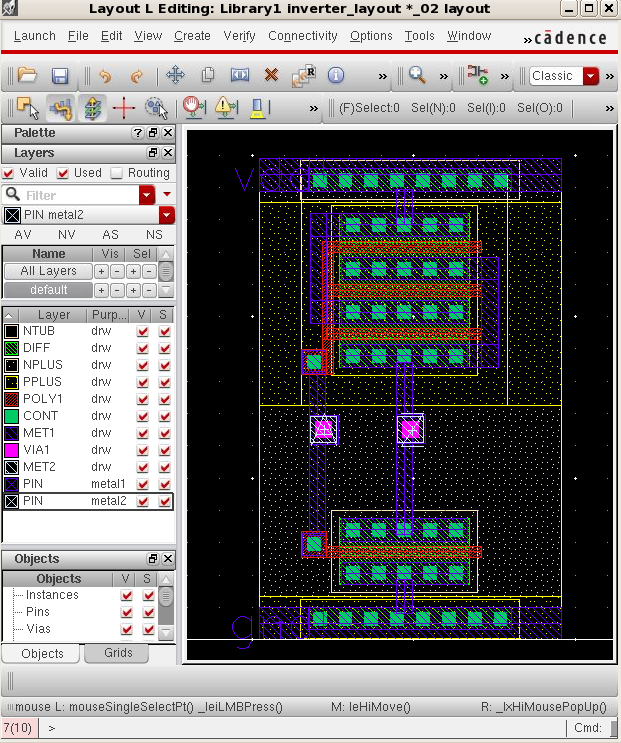 Layout L Editing: Library1 inverter_layout *_02 layout
Launch File Edit View Create Verify Connectivity Options Tools Window » cādence
» » » Classic »
» (F)Select:0 Sel(N):0 Sel(I):0 Sel(O):0 »
Palette
Layers
Valid Used Routing
Filter
PIN metal2
AV NV AS NS
Name Vis Sel
All Layers + - + -
default + - + -
Layer Purp... V S
NTUB drw
DIFF drw
NPLUS drw
PPLUS drw
POLY1 drw
CONT drw
MET1 drw
VIA1 drw
MET2 drw
PIN metal1
PIN metal2
Objects
Objects V S
Instances
Pins
Vias
Objects Grids
Vdd
A
gnd
mouse L: mouseSingleSelectPt() _leiLMBPress() M: leHiMove() R: _lxHiMousePopUp()
7(10) > Cmd: